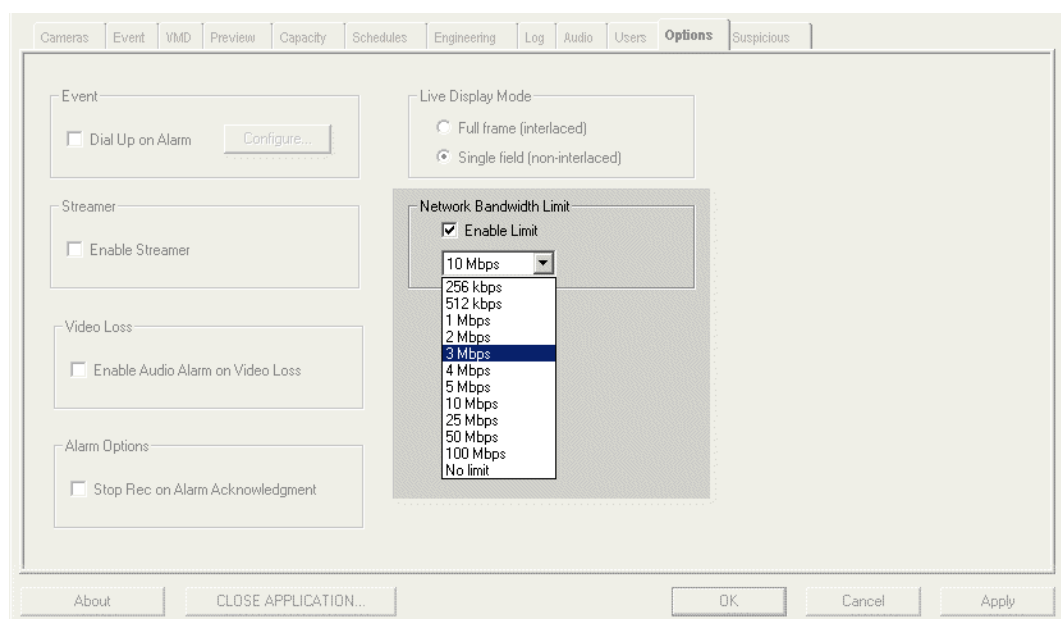 Cameras Event VMD Preview Capacity Schedules Engineering Log Audio Users Options Suspicious
Event
Dial Up on Alarm Configure...
Streamer
Enable Streamer
Video Loss
Enable Audio Alarm on Video Loss
Alarm Options
Stop Rec on Alarm Acknowledgment
Live Display Mode
Full frame (interlaced)
Single field (non-interlaced)
Network Bandwidth Limit
Enable Limit
10 Mbps
256 kbps
512 kbps
1 Mbps
2 Mbps
3 Mbps
4 Mbps
5 Mbps
10 Mbps
25 Mbps
50 Mbps
100 Mbps
No limit
About CLOSE APPLICATION... OK Cancel Apply